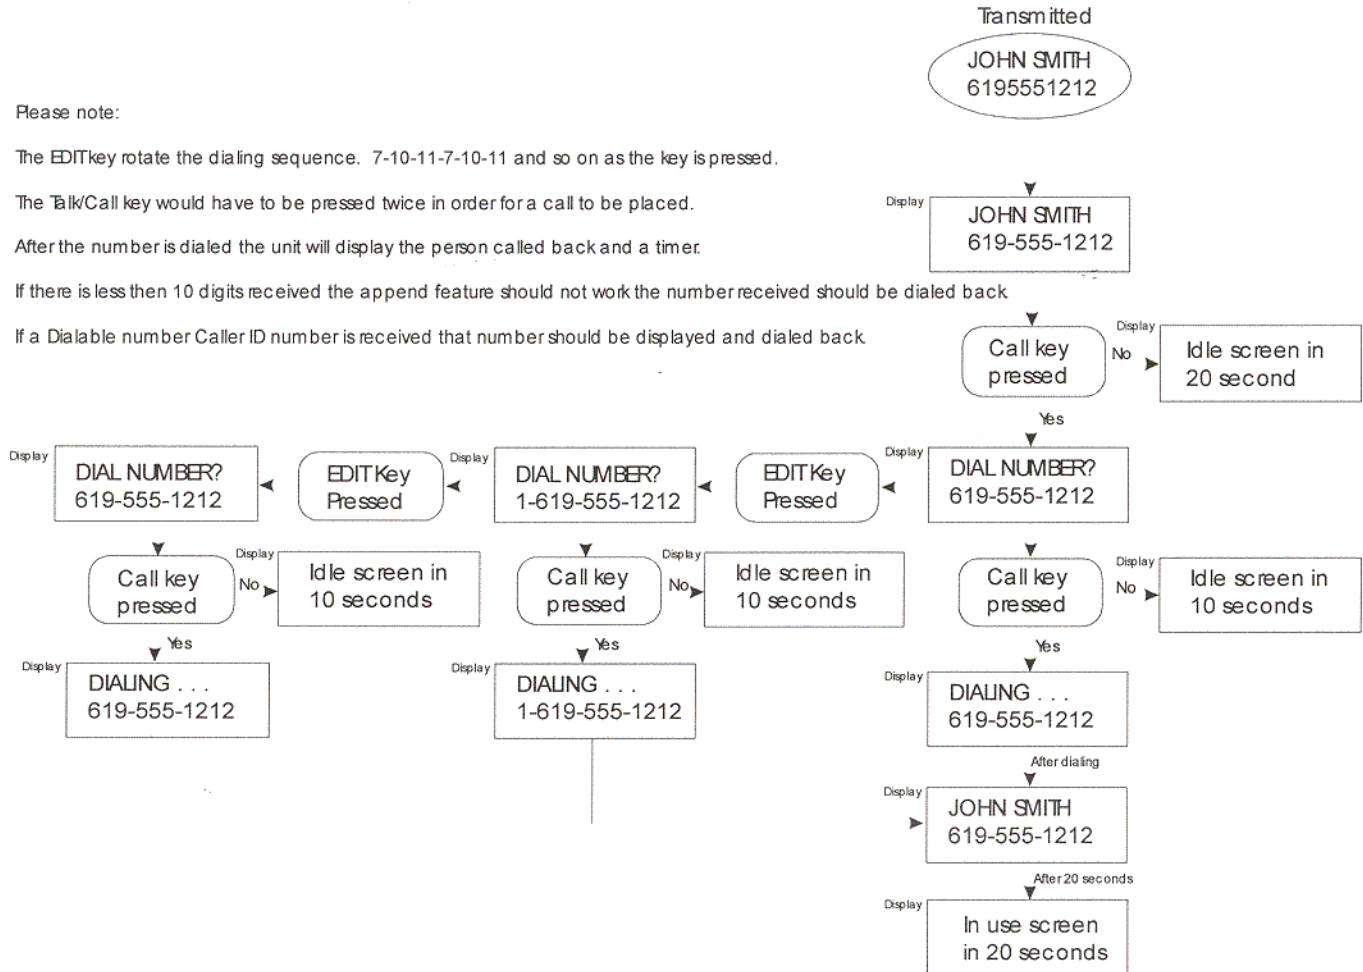 Transmitted
JOHN SMITH
6195551212
Please note:
The EDIT key rotate the dialing sequence. 7-10-11-7-10-11 and so on as the key is pressed.
The Talk/Call key would have to be pressed twice in order for a call to be placed.
After the number is dialed the unit will display the person called back and a timer.
If there is less then 10 digits received the append feature should not work the number received should be dialed back
If a Dialable number Caller ID number is received that number should be displayed and dialed back.
Display
JOHN SMITH
619-555-1212
Call key
pressed
No
Display
Idle screen in
20 second
Yes
Display
DIAL NUMBER?
619-555-1212
EDIT Key
Pressed
Display
DIAL NUMBER?
1-619-555-1212
EDIT Key
Pressed
Display
DIAL NUMBER?
619-555-1212
Call key
pressed
No
Display
Idle screen in
10 seconds
Call key
pressed
No
Display
Idle screen in
10 seconds
Call key
pressed
No
Display
Idle screen in
10 seconds
Yes
Display
DIALING . . .
619-555-1212
Yes
Display
DIALING . . .
1-619-555-1212
Yes
Display
DIALING . . .
619-555-1212
After dialing
Display
JOHN SMITH
619-555-1212
After 20 seconds
Display
In use screen
in 20 seconds